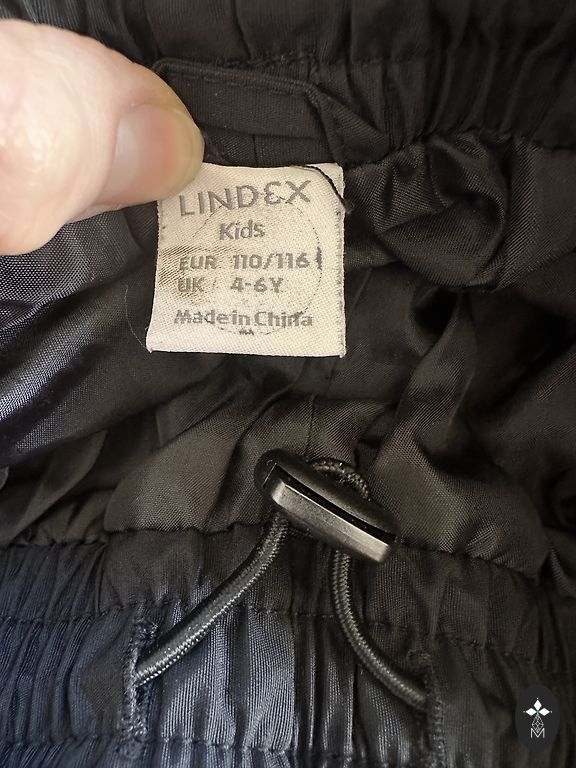 LINDEX
Kids
EUR 110/116
UK / 4-6Y
Made in China
M